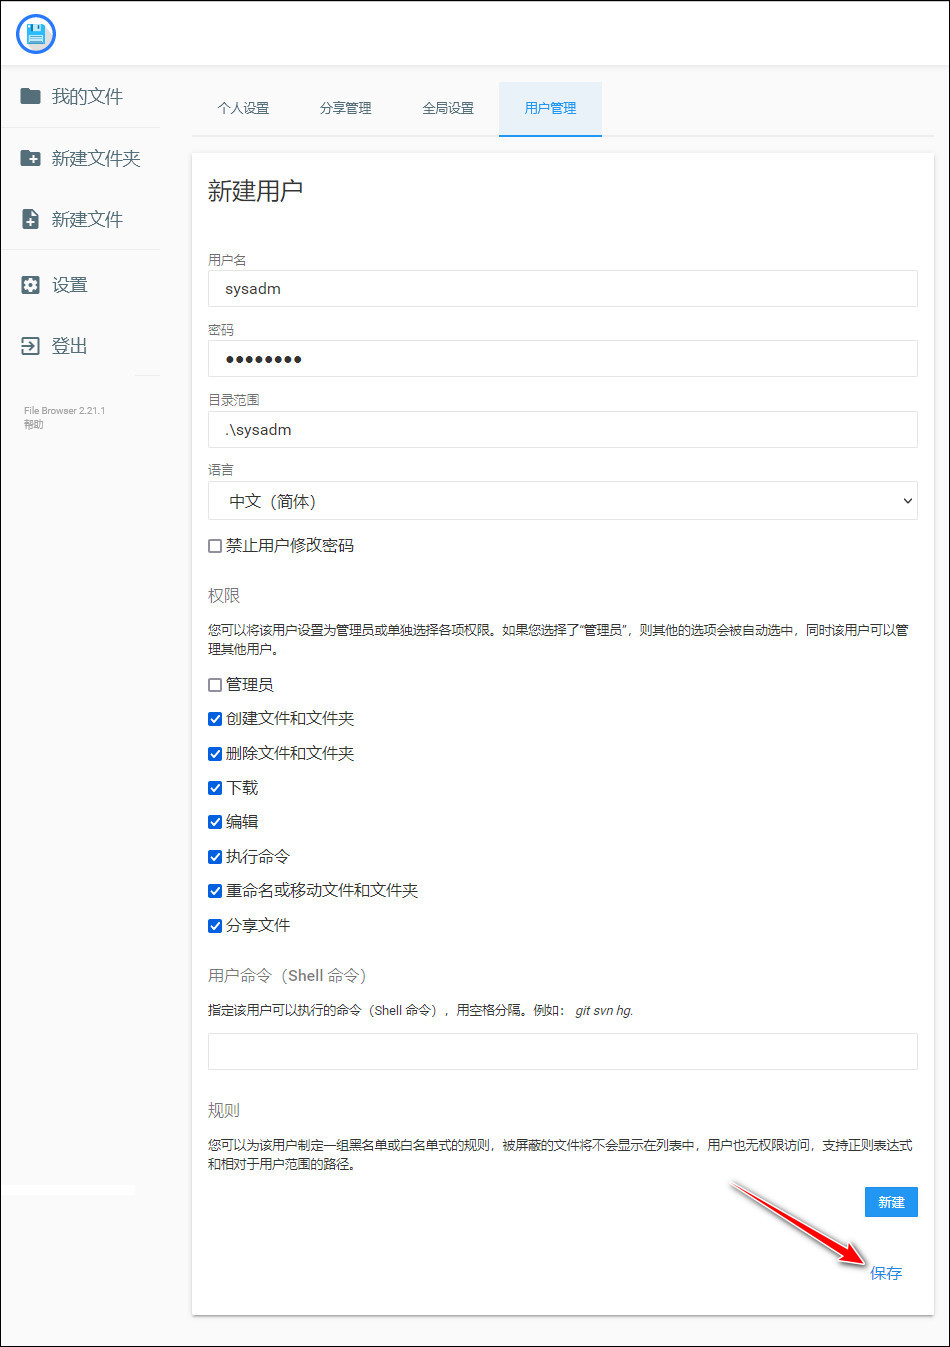 我的文件
新建文件夹
新建文件
设置
登出
File Browser 2.21.1
帮助
个人设置
分享管理
全局设置
用户管理
新建用户
用户名
sysadm
密码
••••••••
目录范围
.\sysadm
语言
中文（简体）
禁止用户修改密码
权限
您可以将该用户设置为管理员或单独选择各项权限。如果您选择了“管理员”，则其他的选项会被自动选中，同时该用户可以管
理其他用户。
管理员
创建文件和文件夹
删除文件和文件夹
下载
编辑
执行命令
重命名或移动文件和文件夹
分享文件
用户命令（Shell 命令）
指定该用户可以执行的命令（Shell 命令），用空格分隔。例如： git svn hg.
规则
您可以为该用户制定一组黑名单或白名单式的规则，被屏蔽的文件将不会显示在列表中，用户也无权限访问，支持正则表达式
和相对于用户范围的路径。
新建
保存